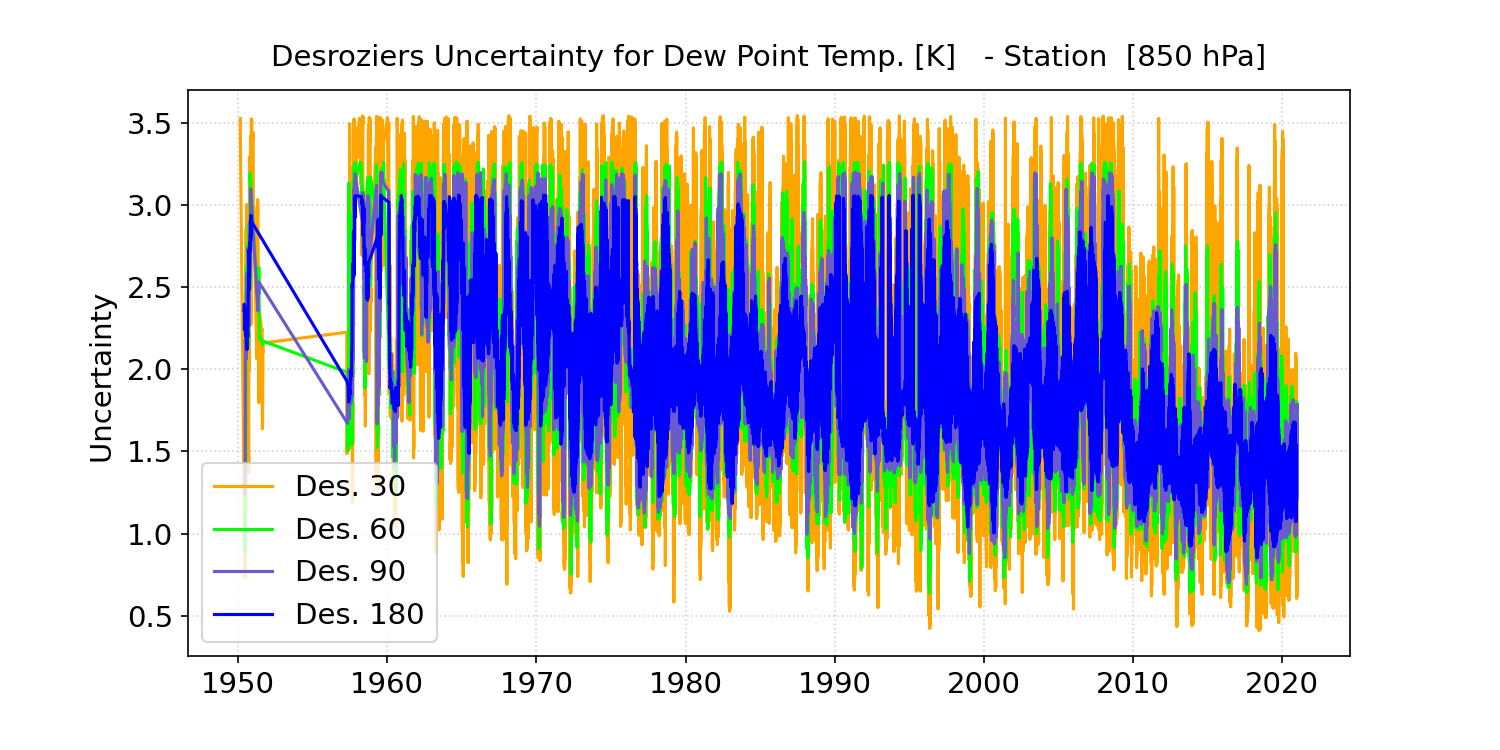 Desroziers Uncertainty for Dew Point Temp. [K]   - Station  [850 hPa]
Uncertainty
3.5
3.0
2.5
2.0
1.5
1.0
0.5
Des. 30
Des. 60
Des. 90
Des. 180
1950 1960 1970 1980 1990 2000 2010 2020